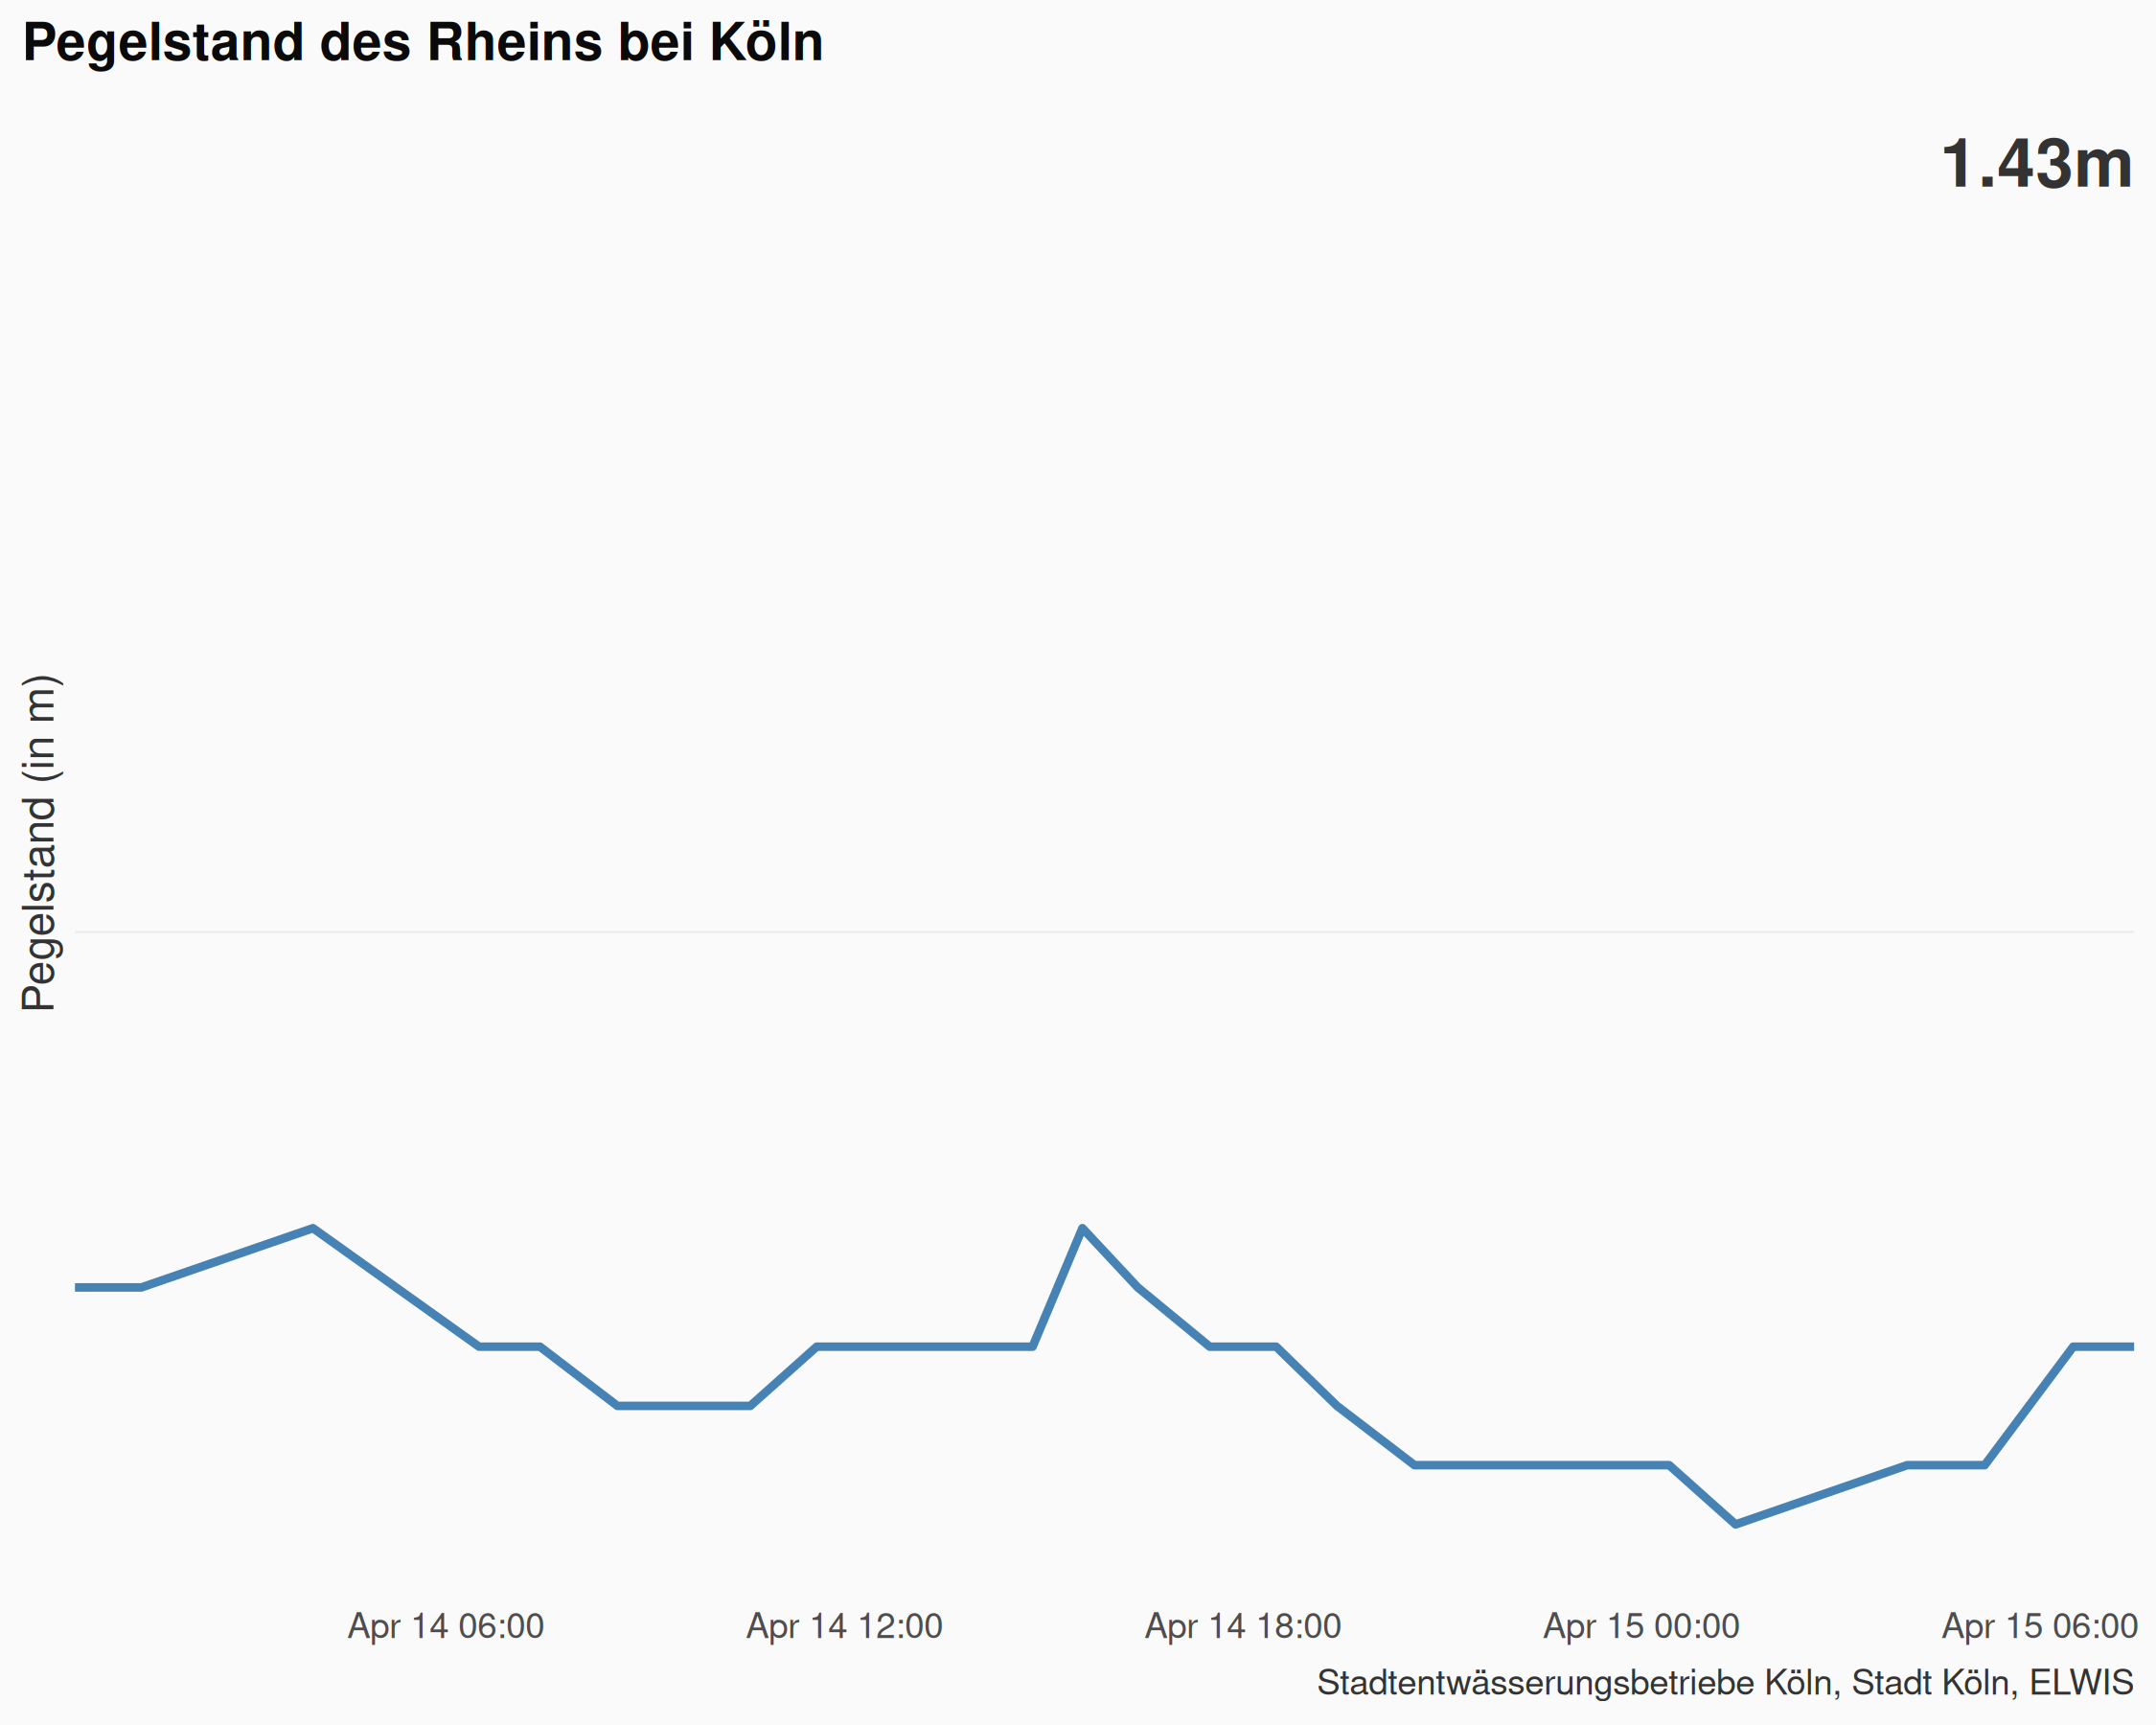 Pegelstand des Rheins bei Köln
1.43m
Pegelstand (in m)
Apr 14 06:00 Apr 14 12:00 Apr 14 18:00 Apr 15 00:00 Apr 15 06:00
Stadtentwässerungsbetriebe Köln, Stadt Köln, ELWIS